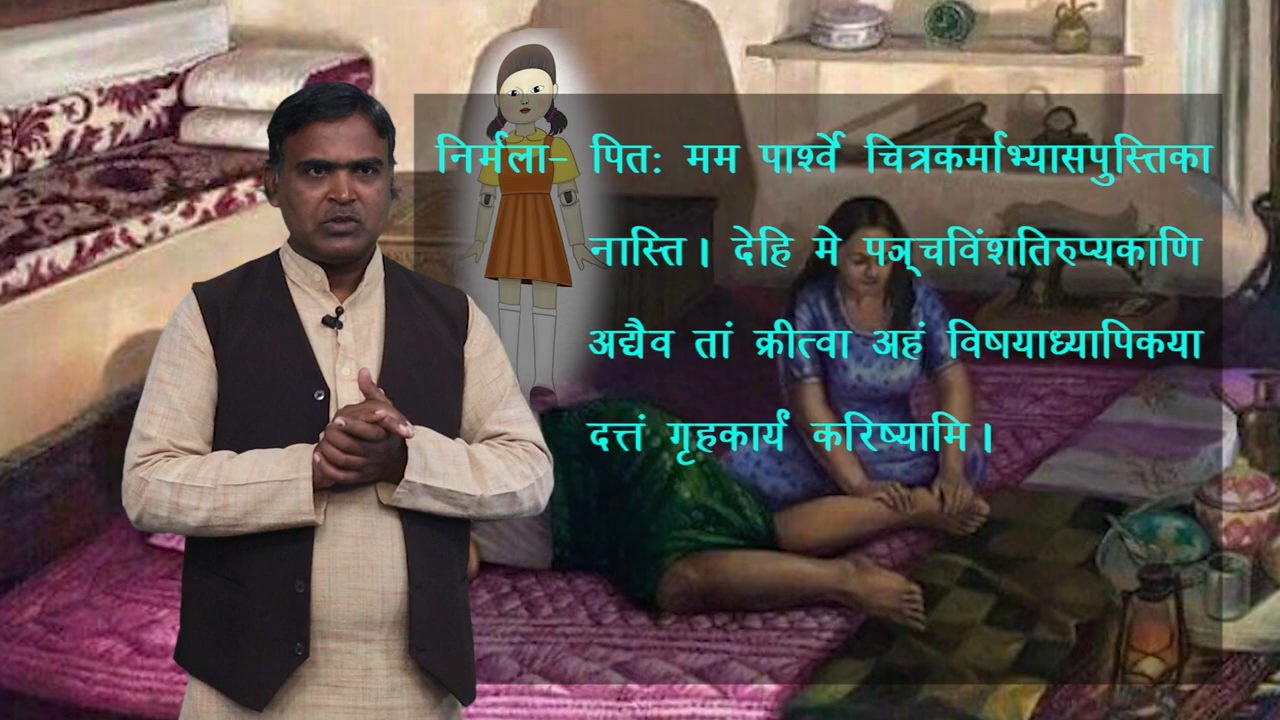 निर्मला- पितः मम पार्श्वे चित्रकर्माभ्यासपुस्तिका
नास्ति। देहि मे पञ्चविंशतिरुप्यकाणि
अद्यैव तां क्रीत्वा अहं विषयाध्यापिकया
दत्तं गृहकार्यं करिष्यामि।